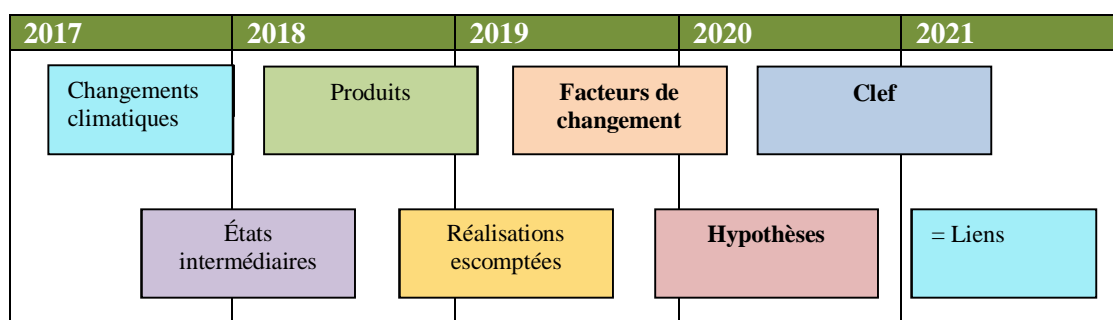 2017 2018 2019 2020 2021
Changements
climatiques
Produits
Facteurs de
changement
Clef
États
intermédiaires
Réalisations
escomptées
Hypothèses
= Liens